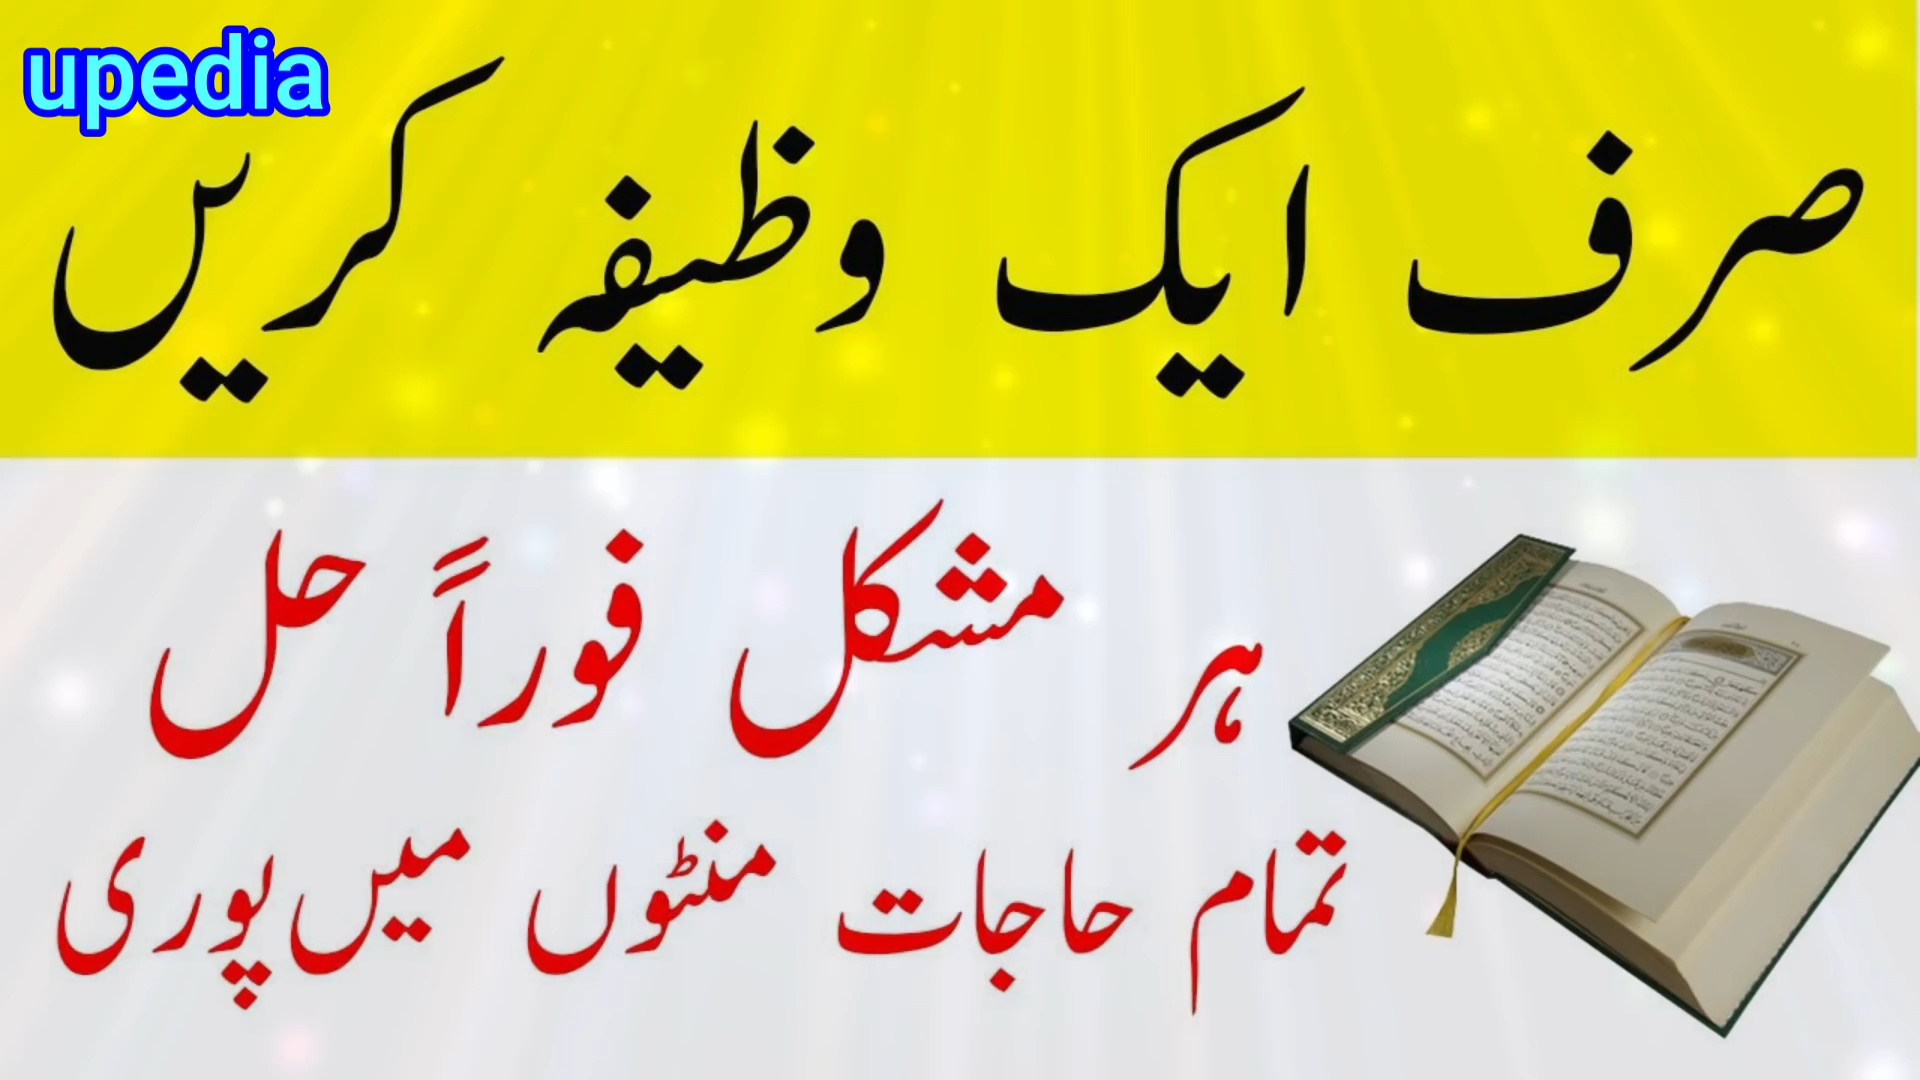 upedia
صرف ایک وظیفہ کریں
ہر مشکل فوراً حل
تمام حاجات منٹوں میں پوری